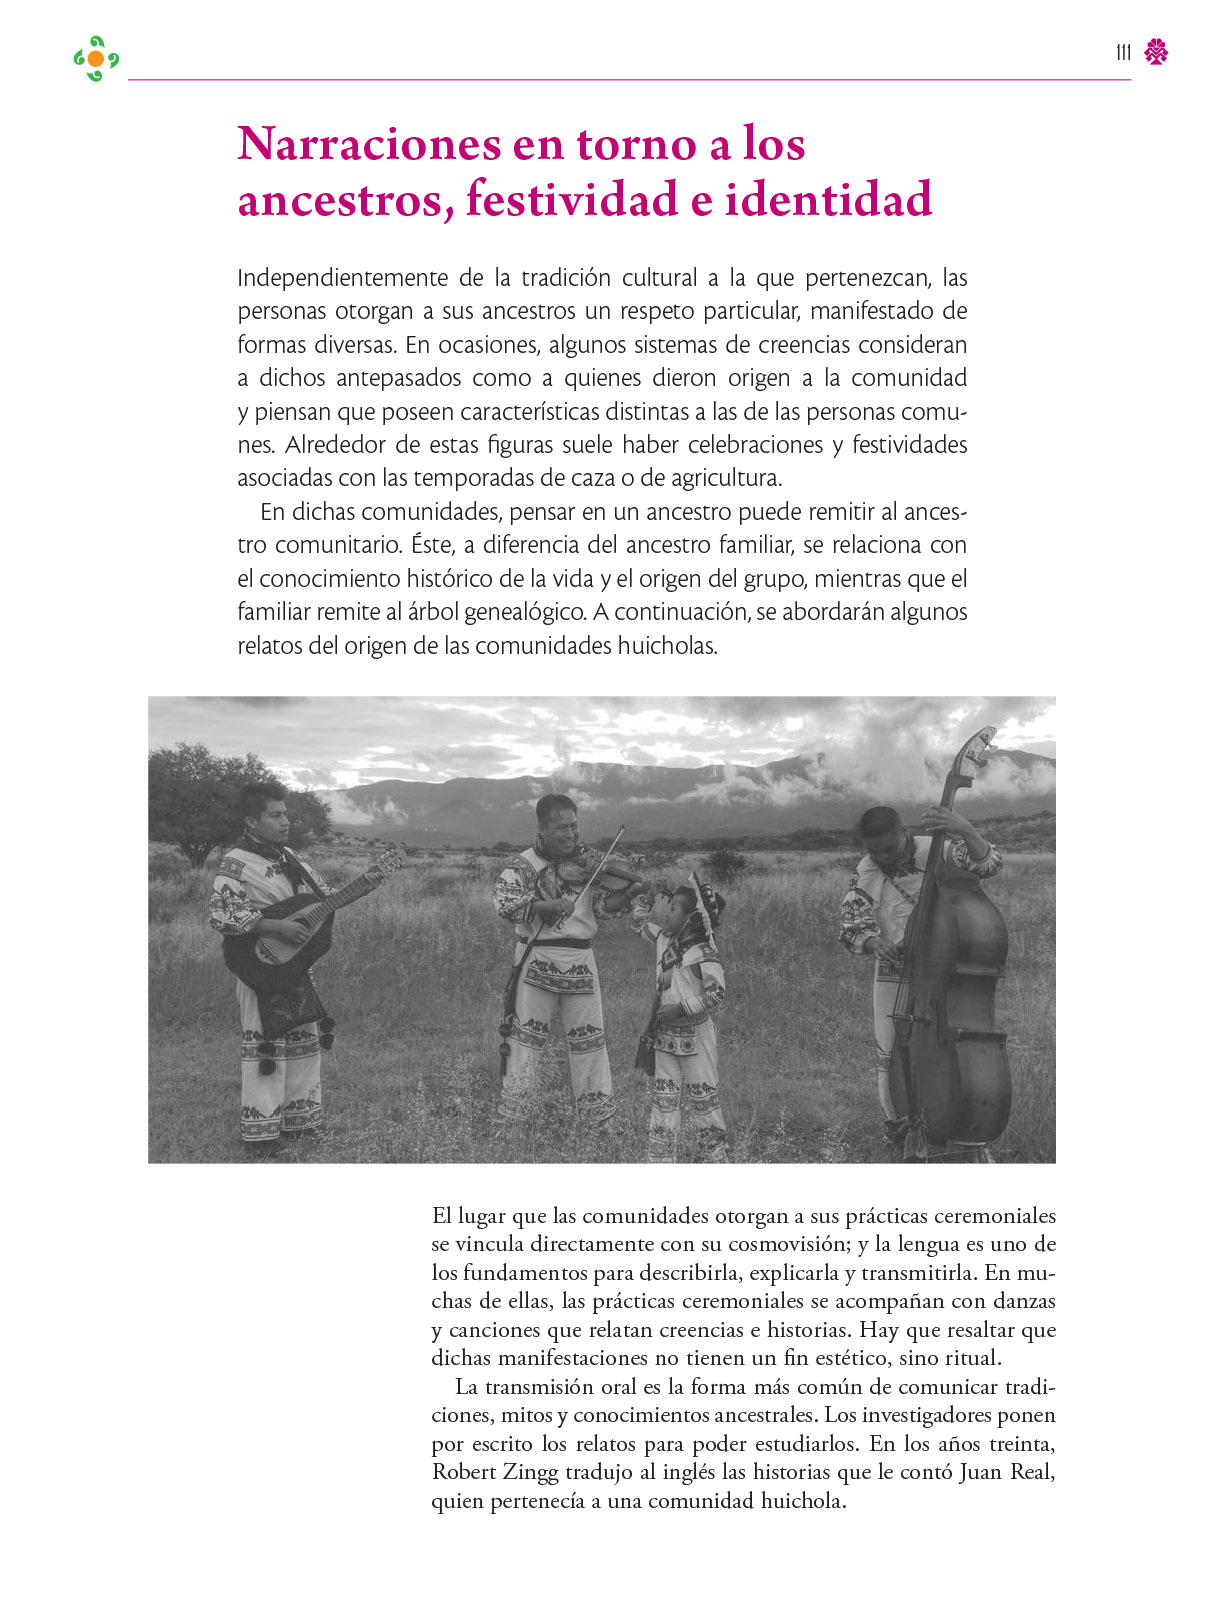 111
Narraciones en torno a los
ancestros, festividad e identidad
Independientemente de la tradición cultural a la que pertenezcan, las
personas otorgan a sus ancestros un respeto particular, manifestado de
formas diversas. En ocasiones, algunos sistemas de creencias consideran
a dichos antepasados como a quienes dieron origen a la comunidad
y piensan que poseen características distintas a las de las personas comu-
nes. Alrededor de estas figuras suele haber celebraciones y festividades
asociadas con las temporadas de caza o de agricultura.
En dichas comunidades, pensar en un ancestro puede remitir al ances-
tro comunitario. Éste, a diferencia del ancestro familiar, se relaciona con
el conocimiento histórico de la vida y el origen del grupo, mientras que el
familiar remite al árbol genealógico. A continuación, se abordarán algunos
relatos del origen de las comunidades huicholas.
El lugar que las comunidades otorgan a sus prácticas ceremoniales
se vincula directamente con su cosmovisión; y la lengua es uno de
los fundamentos para describirla, explicarla y transmitirla. En mu-
chas de ellas, las prácticas ceremoniales se acompañan con danzas
y canciones que relatan creencias e historias. Hay que resaltar que
dichas manifestaciones no tienen un fin estético, sino ritual.
La transmisión oral es la forma más común de comunicar tradi-
ciones, mitos y conocimientos ancestrales. Los investigadores ponen
por escrito los relatos para poder estudiarlos. En los años treinta,
Robert Zingg tradujo al inglés las historias que le contó Juan Real,
quien pertenecía a una comunidad huichola.